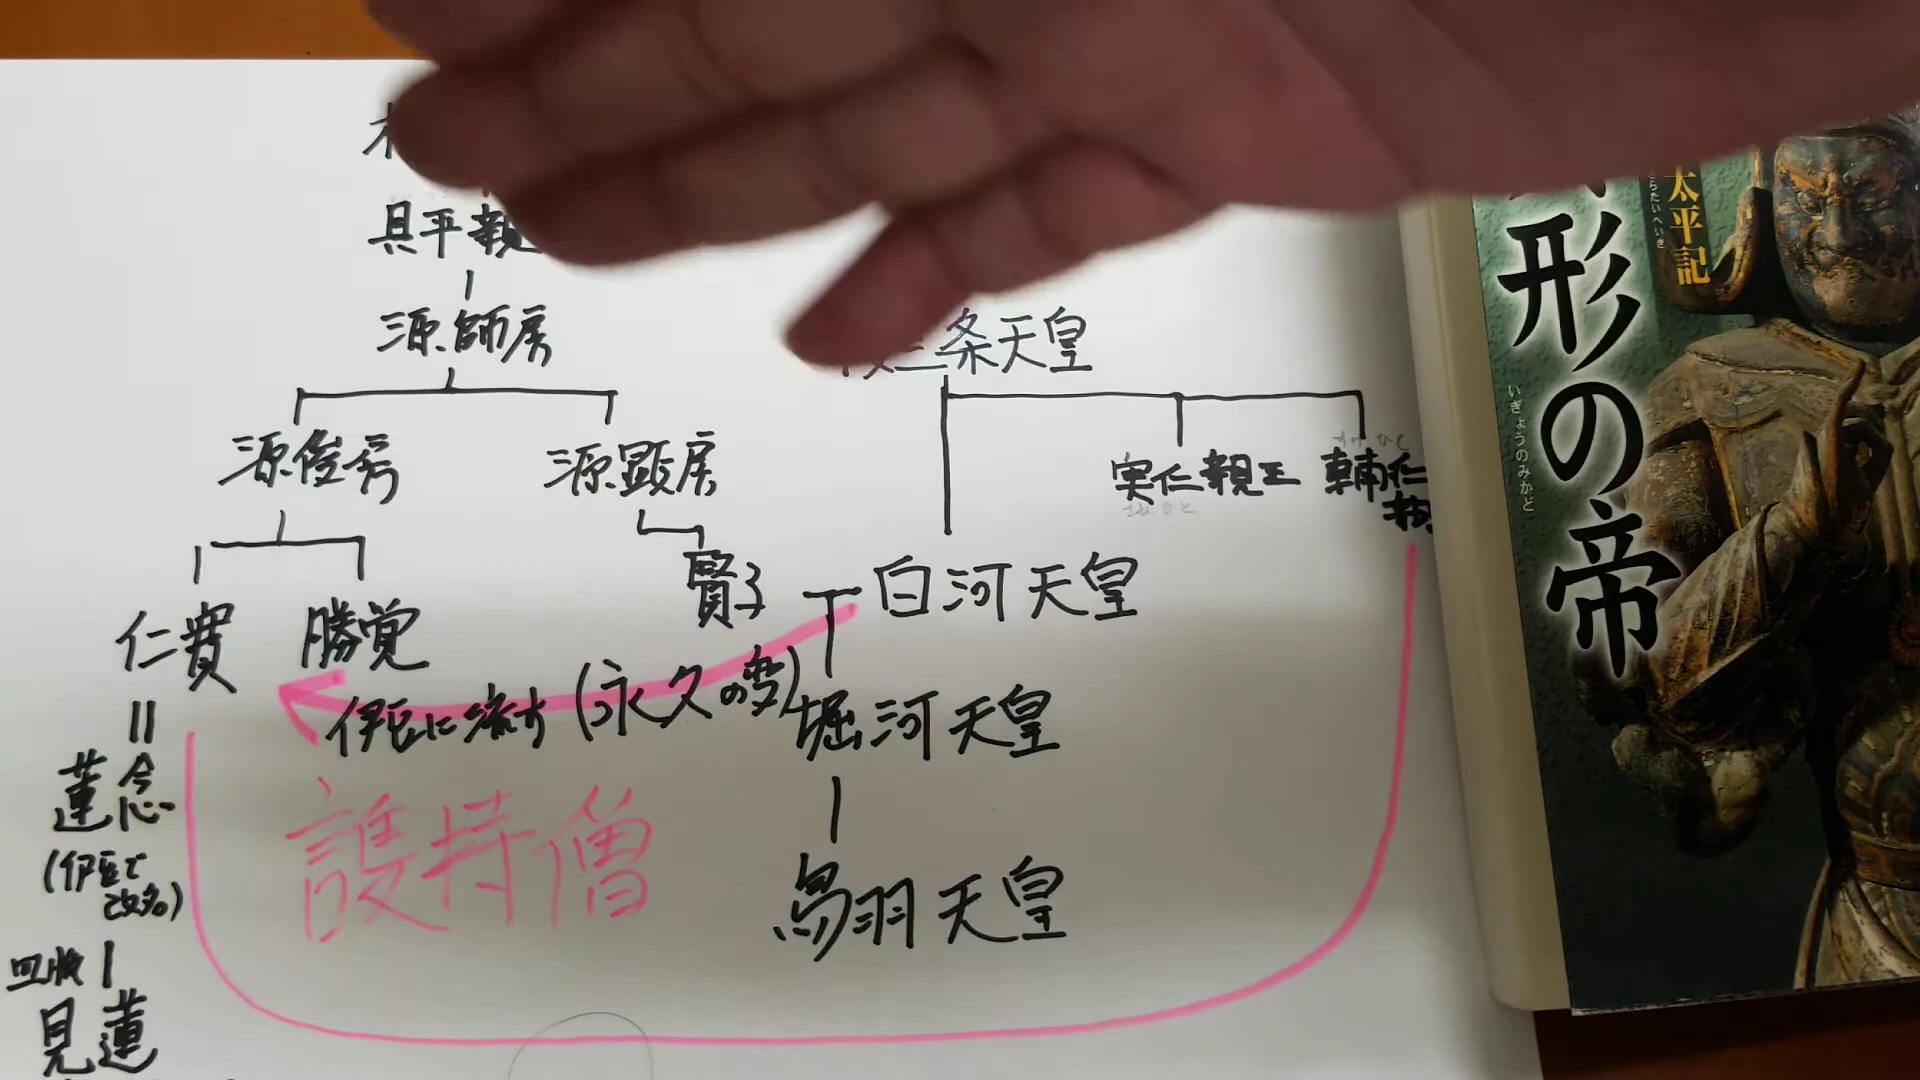 具平親
源師房
三条天皇
源俊房
源顕房
実仁親王
輔仁
仁寛
勝覚
賢子
白河天皇
伊豆に流す(永久の変)
堀河天皇
蓮念
(伊豆で
改名)
護持僧
鳥羽天皇
見蓮
太平記
形の帝
いぎょうのみかど